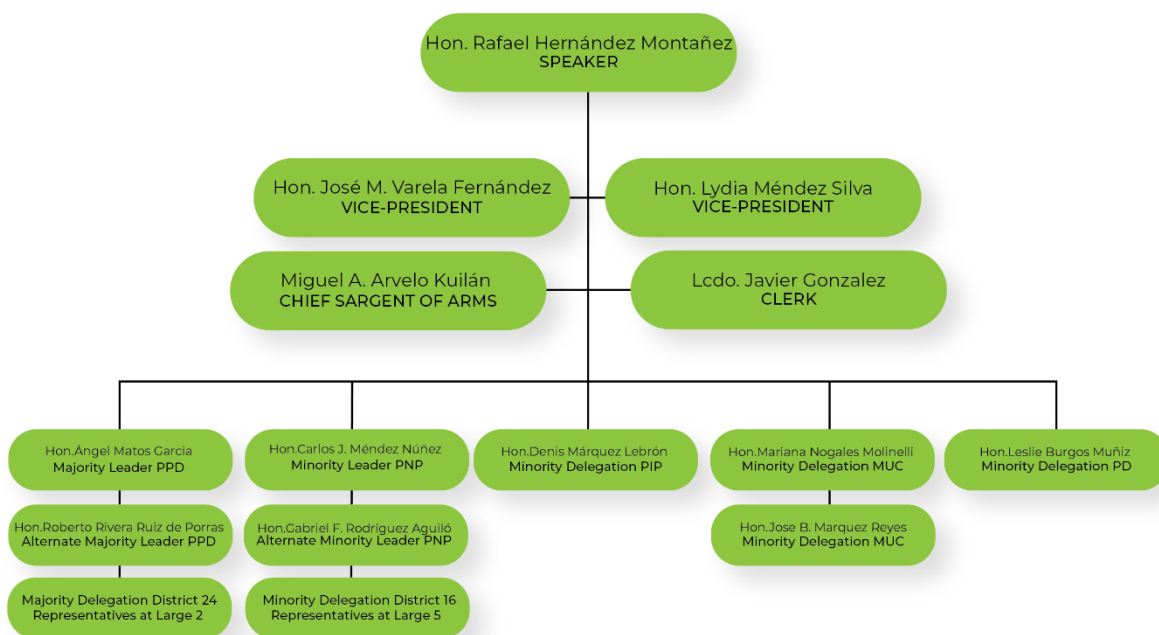 Hon. Rafael Hernández Montañez
SPEAKER
Hon. José M. Varela Fernández
VICE-PRESIDENT
Hon. Lydia Méndez Silva
VICE-PRESIDENT
Miguel A. Arvelo Kuilán
CHIEF SARGENT OF ARMS
Lcdo. Javier Gonzalez
CLERK
Hon.Ángel Matos Garcia
Majority Leader PPD
Hon.Carlos J. Méndez Núñez
Minority Leader PNP
Hon.Denis Márquez Lebrón
Minority Delegation PIP
Hon.Mariana Nogales Molinelli
Minority Delegation MUC
Hon.Leslie Burgos Muñiz
Minority Delegation PD
Hon.Roberto Rivera Ruiz de Porras
Alternate Majority Leader PPD
Hon.Gabriel F. Rodríguez Aguiló
Alternate Minority Leader PNP
Hon.Jose B. Marquez Reyes
Minority Delegation MUC
Majority Delegation District 24
Representatives at Large 2
Minority Delegation District 16
Representatives at Large 5